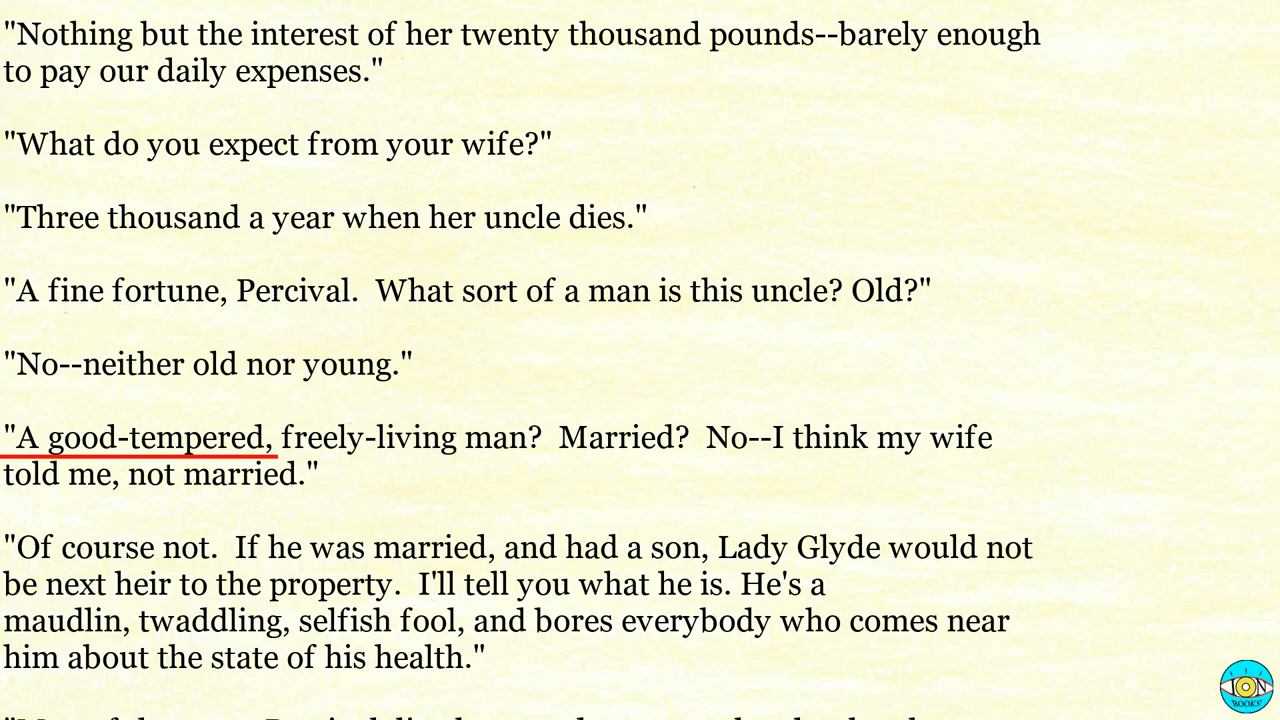 "Nothing but the interest of her twenty thousand pounds--barely enough
to pay our daily expenses."
"What do you expect from your wife?"
"Three thousand a year when her uncle dies."
"A fine fortune, Percival.  What sort of a man is this uncle? Old?"
"No--neither old nor young."
"A good-tempered, freely-living man?  Married?  No--I think my wife
told me, not married."
"Of course not.  If he was married, and had a son, Lady Glyde would not
be next heir to the property.  I'll tell you what he is. He's a
maudlin, twaddling, selfish fool, and bores everybody who comes near
him about the state of his health."
ION
BOOKS